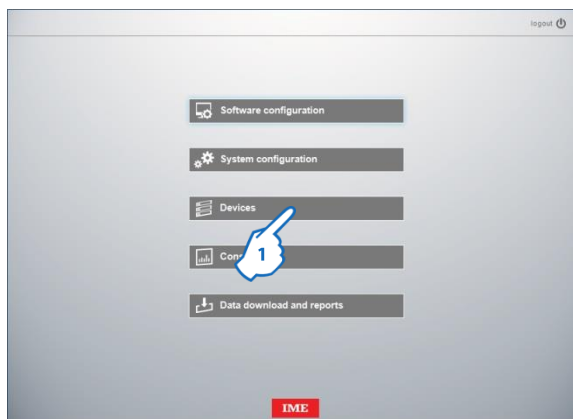 logout
Software configuration
System configuration
Devices
1
Data download and reports
IME